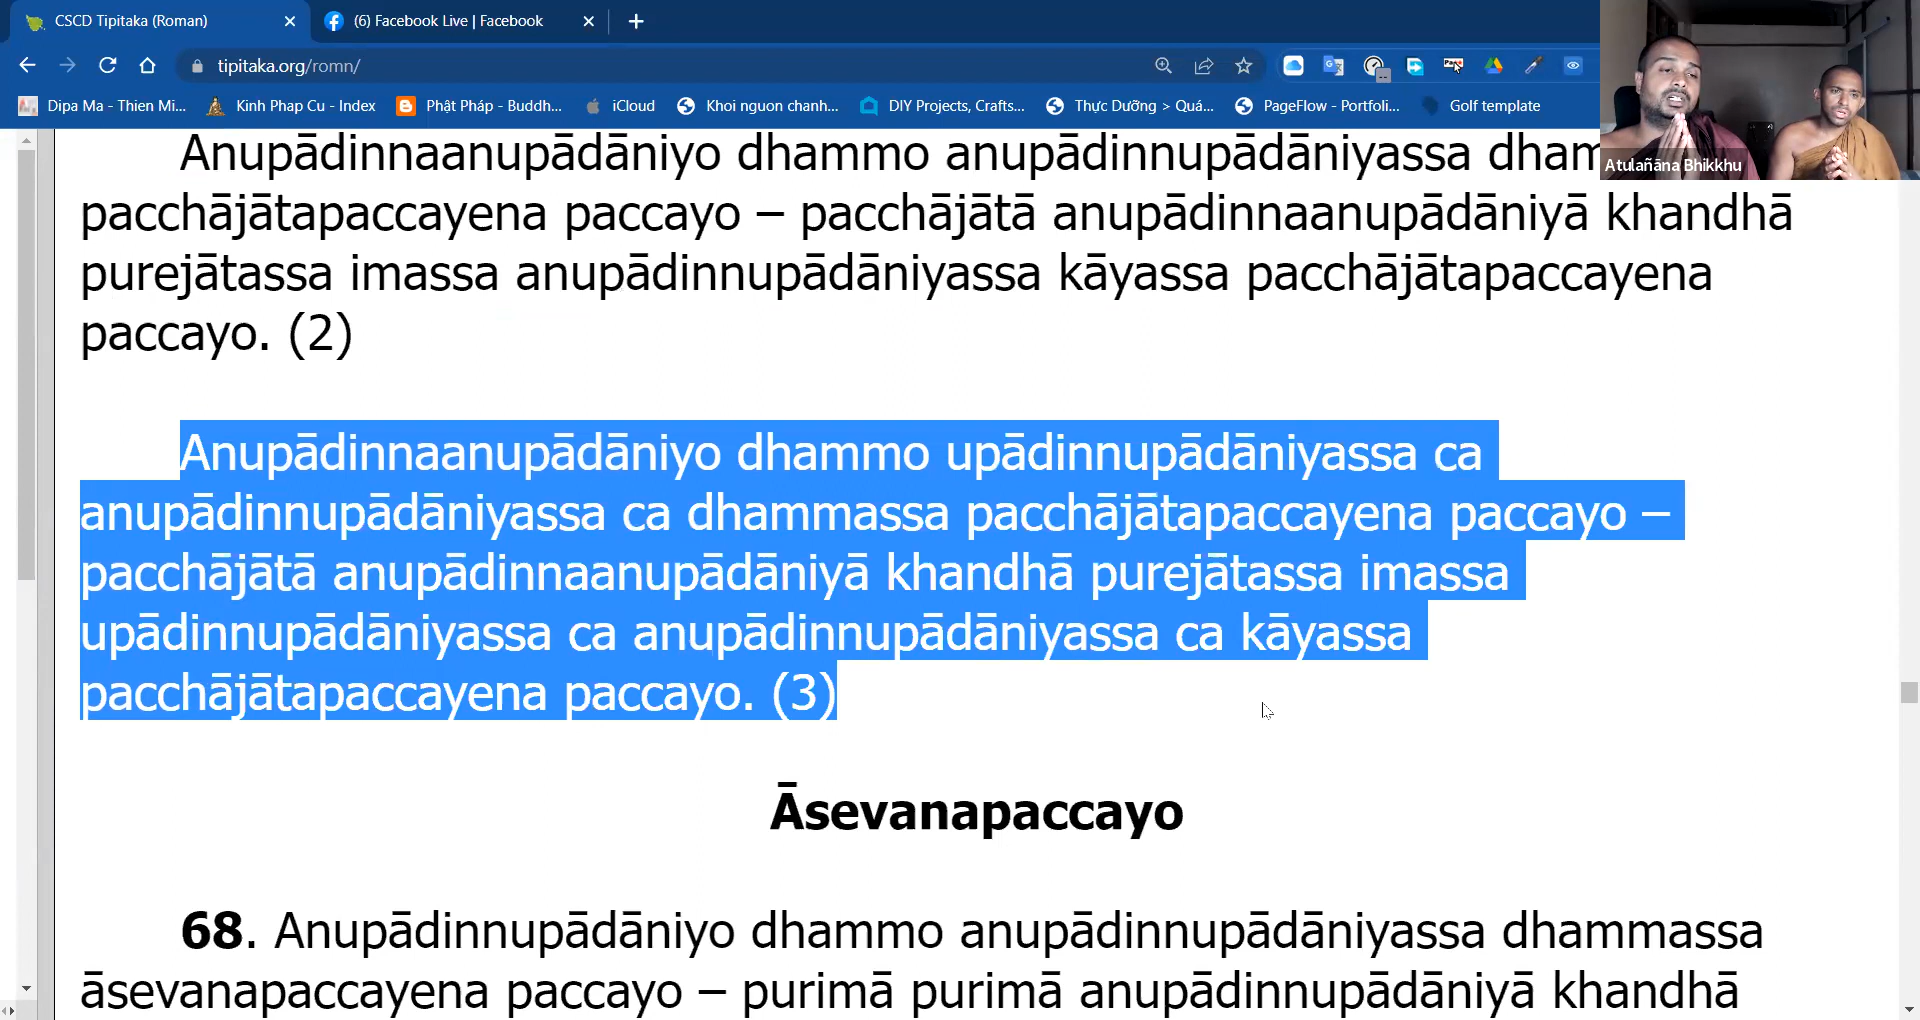 CSCD Tipitaka (Roman)
(6) Facebook Live | Facebook
tipitaka.org/romn/
Dipa Ma - Thien Mi...
Kinh Phap Cu - Index
Phật Pháp - Buddh...
iCloud
Khoi nguon chanh...
DIY Projects, Crafts...
Thực Dưỡng > Quá...
PageFlow - Portfolio...
Golf template
Atulañāna Bhikkhu
Anupādinnaanupādāniyo dhammo anupādinnupādāniyassa dham
pacchājātapaccayena paccayo – pacchājātā anupādinnaanupādāniyā khandhā
purejātassa imassa anupādinnupādāniyassa kāyassa pacchājātapaccayena
paccayo. (2)
Anupādinnaanupādāniyo dhammo upādinnupādāniyassa ca
anupādinnupādāniyassa ca dhammassa pacchājātapaccayena paccayo –
pacchājātā anupādinnaanupādāniyā khandhā purejātassa imassa
upādinnupādāniyassa ca anupādinnupādāniyassa ca kāyassa
pacchājātapaccayena paccayo. (3)
Āsevanapaccayo
68. Anupādinnupādāniyo dhammo anupādinnupādāniyassa dhammassa
āsevanapaccayena paccayo – purimā purimā anupādinnupādāniyā khandhā